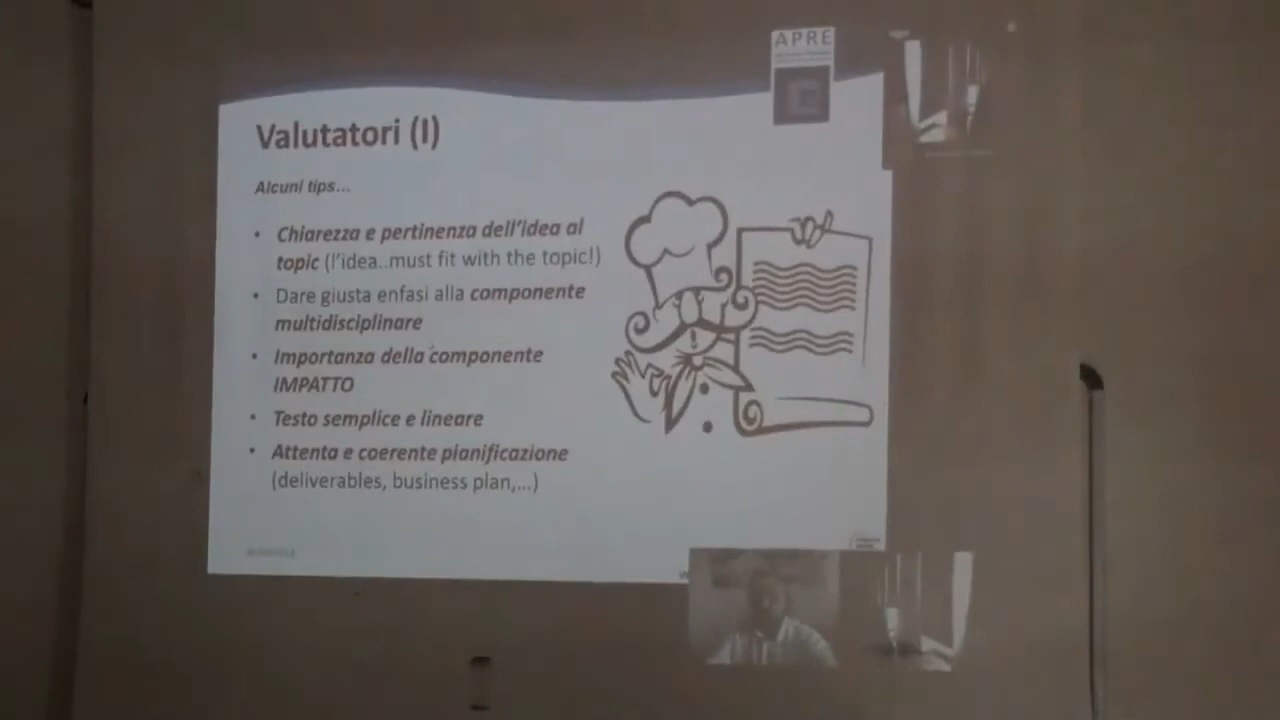 APRE
Valutatori (I)
Alcuni tips...
• Chiarezza e pertinenza dell'idea al
topic (l'idea..must fit with the topic!)
• Dare giusta enfasi alla componente
multidisciplinare
• Importanza della componente
IMPATTO
• Testo semplice e lineare
• Attenta e coerente pianificazione
(deliverables, business plan,...)